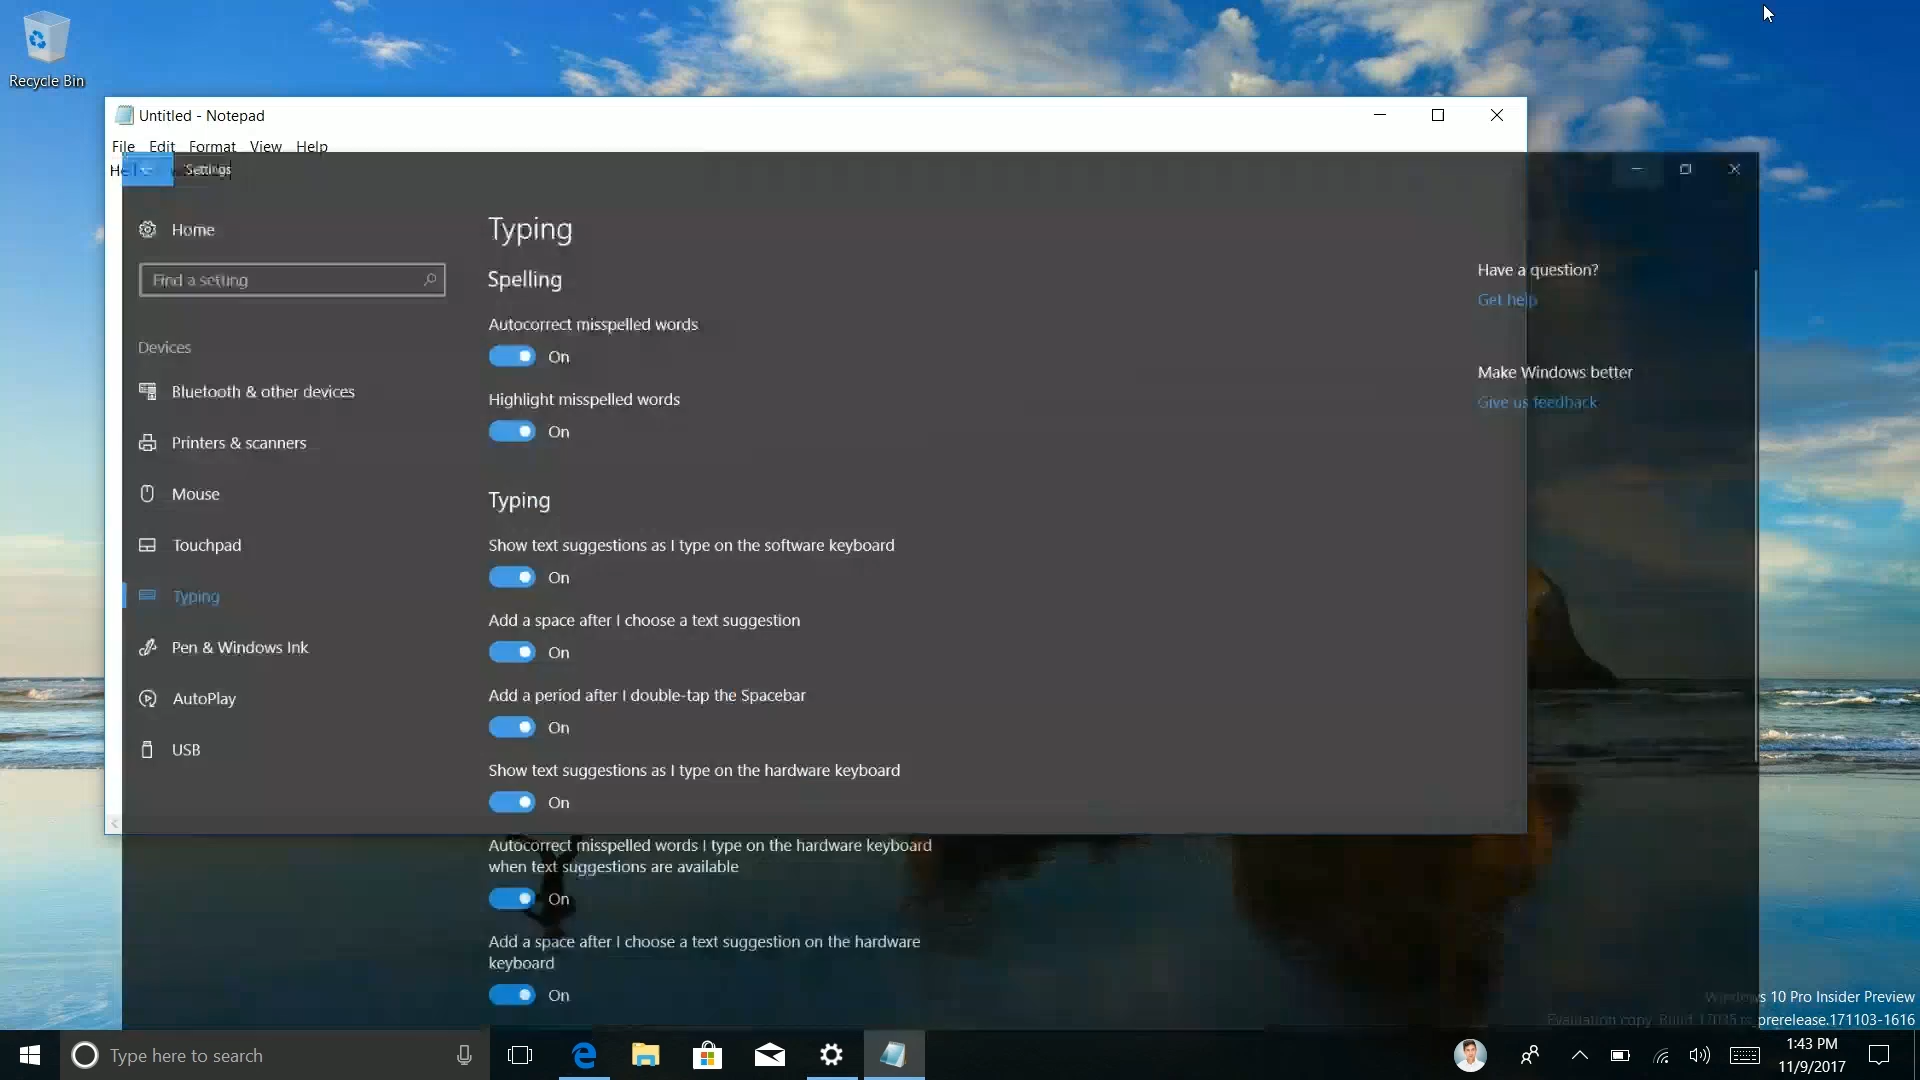 Recycle Bin
Untitled - Notepad
File Edit Format View Help
Settings
Home
Find a setting
Devices
Bluetooth & other devices
Printers & scanners
Mouse
Touchpad
Typing
Pen & Windows Ink
AutoPlay
USB
Typing
Spelling
Autocorrect misspelled words
On
Highlight misspelled words
On
Typing
Show text suggestions as I type on the software keyboard
On
Add a space after I choose a text suggestion
On
Add a period after I double-tap the Spacebar
On
Show text suggestions as I type on the hardware keyboard
On
Autocorrect misspelled words I type on the hardware keyboard
when text suggestions are available
On
Add a space after I choose a text suggestion on the hardware
keyboard
On
Have a question?
Get help
Make Windows better
Give us feedback
Windows 10 Pro Insider Preview
Evaluation copy. Build 17035.rs_prerelease.171103-1616
Type here to search
1:43 PM
11/9/2017